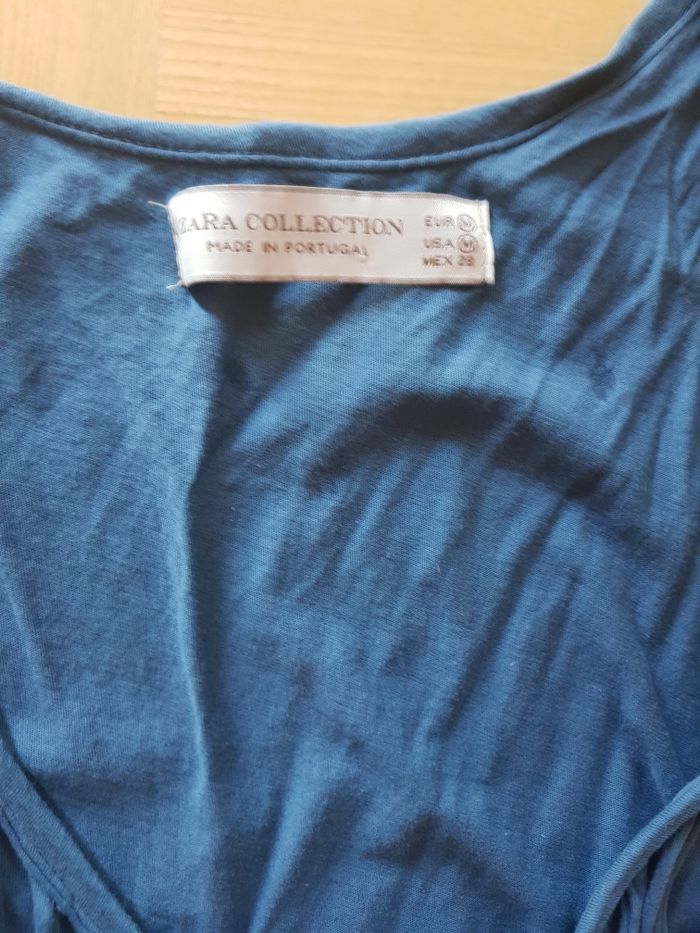 ZARA COLLECTION
MADE IN PORTUGAL
EUR M
USA M
MEX 28